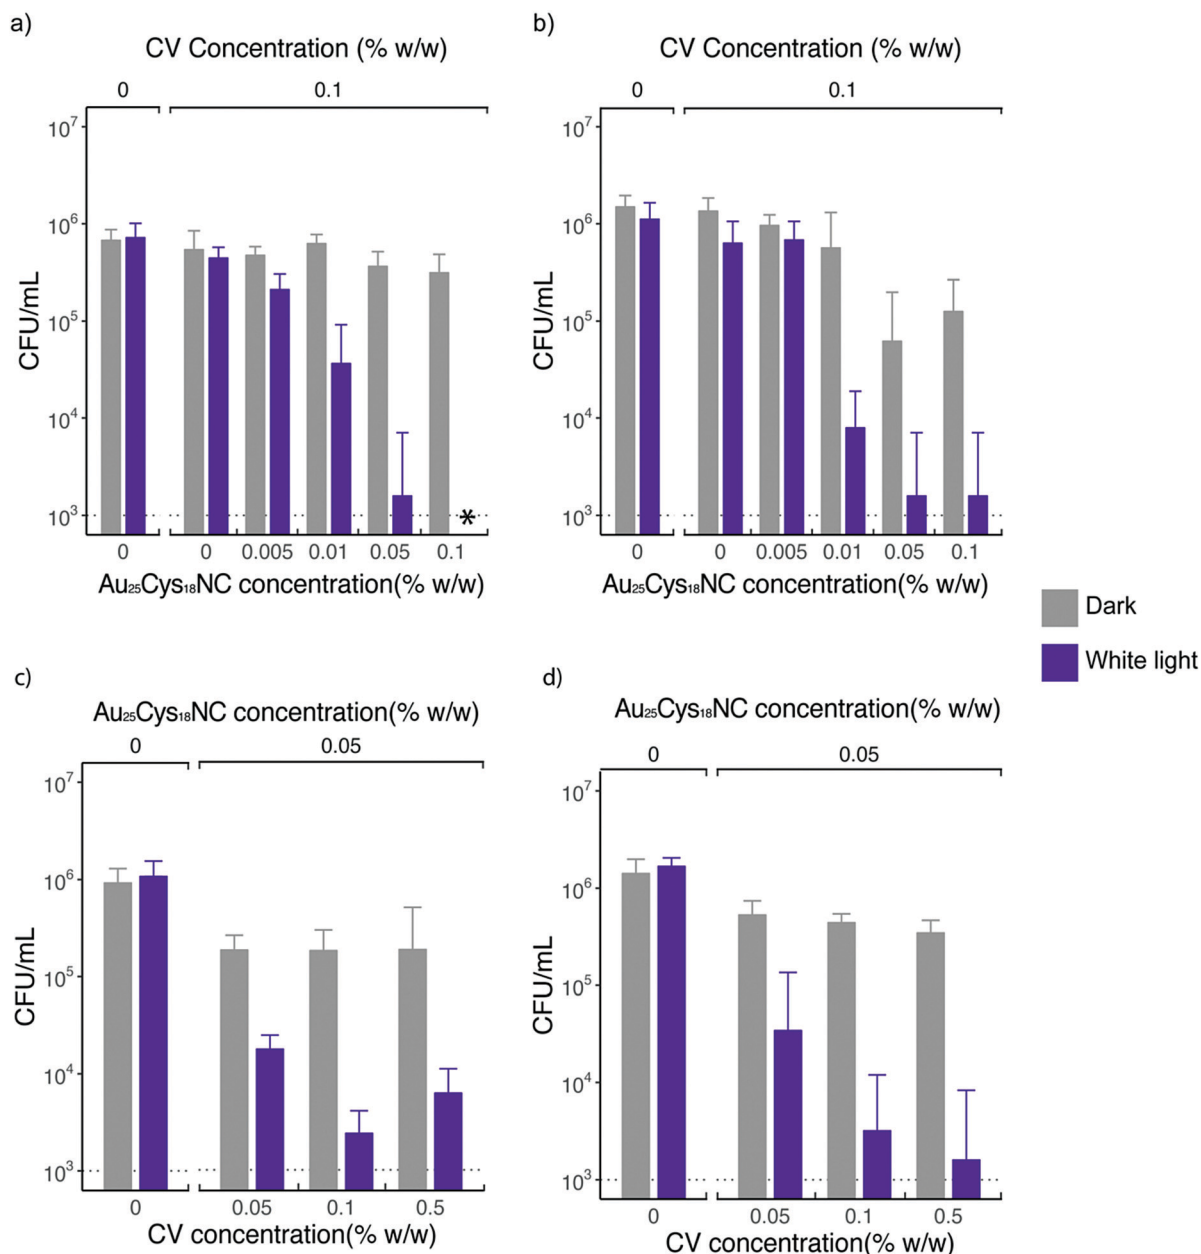 a)
CV Concentration (% w/w)
0 0.1
10⁷
10⁶
10⁵
10⁴
10³
CFU/mL
*
0 0 0.005 0.01 0.05 0.1
Au₂₅Cys₁₈NC concentration(% w/w)
b)
CV Concentration (% w/w)
0 0.1
10⁷
10⁶
10⁵
10⁴
10³
CFU/mL
0 0 0.005 0.01 0.05 0.1
Au₂₅Cys₁₈NC concentration(% w/w)
Dark
White light
c)
Au₂₅Cys₁₈NC concentration(% w/w)
0 0.05
10⁷
10⁶
10⁵
10⁴
10³
CFU/mL
0 0.05 0.1 0.5
CV concentration(% w/w)
d)
Au₂₅Cys₁₈NC concentration(% w/w)
0 0.05
10⁷
10⁶
10⁵
10⁴
10³
CFU/mL
0 0.05 0.1 0.5
CV concentration(% w/w)